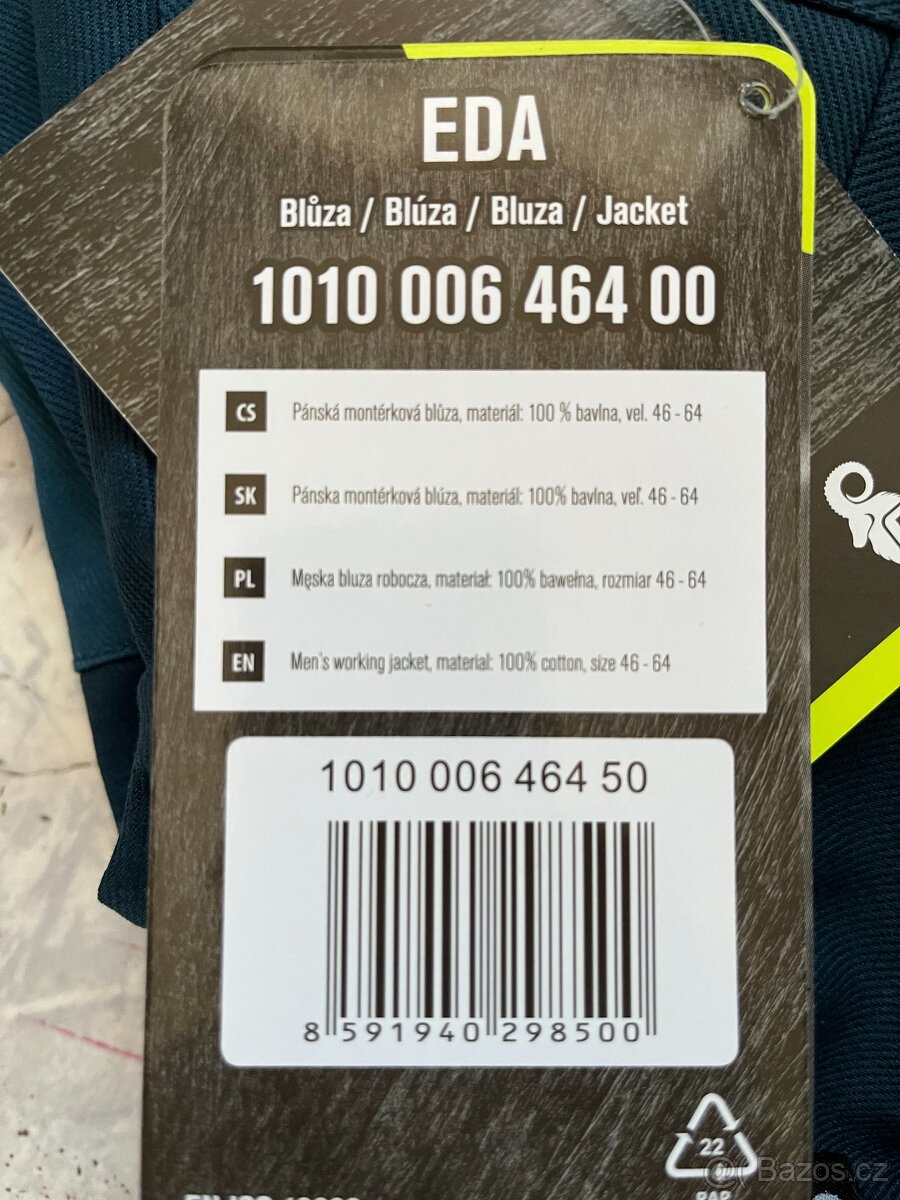 EDA
Blůza / Blúza / Bluza / Jacket
1010 006 464 00
CS Pánská montérková blůza, materiál: 100 % bavlna, vel. 46 - 64
SK Pánska montérková blúza, materiál: 100% bavlna, veľ. 46 - 64
PL Męska bluza robocza, materiał: 100% bawełna, rozmiar 46 - 64
EN Men's working jacket, material: 100% cotton, size 46 - 64
1010 006 464 50
8 591940 298500
22
PAP
Bazos.cz